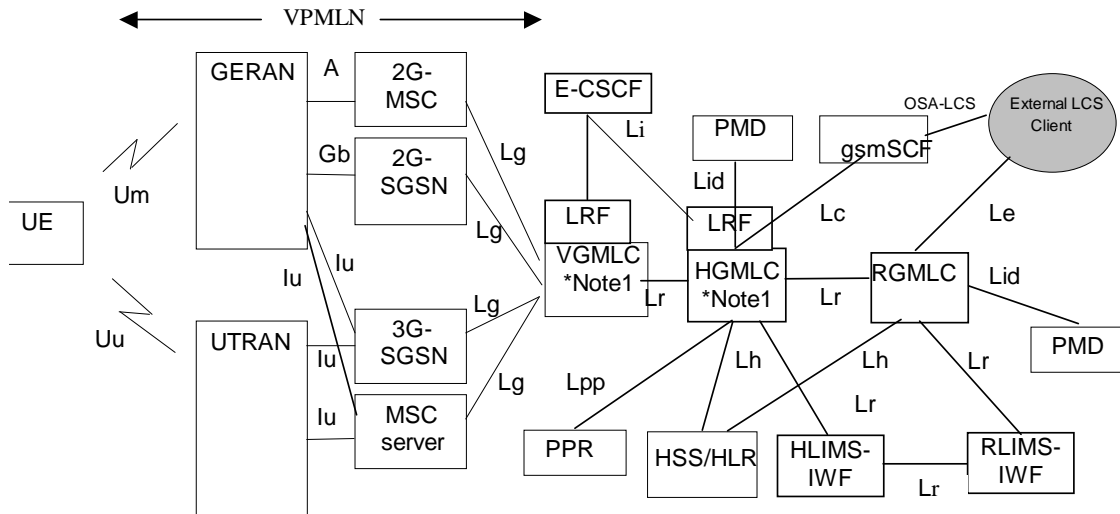 VPMLN
GERAN
A
2G-
MSC
Gb
2G-
SGSN
Um
UE
Uu
Iu
Iu
UTRAN
Iu
Iu
3G-
SGSN
MSC
server
Lg
Lg
Lg
Lg
E-CSCF
Li
LRF
VGMLC
*Note1
Lr
PMD
Lid
LRF
HGMLC
*Note1
gsmSCF
OSA-LCS
External LCS
Client
Lc
Le
Lr
RGMLC
Lid
PMD
Lpp
Lh
Lr
Lh
Lr
PPR
HSS/HLR
HLIMS-
IWF
Lr
RLIMS-
IWF